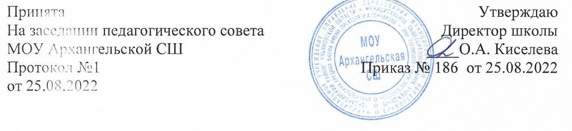 Принята
На заседании педагогического совета
МОУ Архангельской СШ
Протокол №1
от 25.08.2022
Утверждаю
Директор школы
О.А. Киселева
Приказ № 186 от 25.08.2022
МОУ
Архангельская
СШ